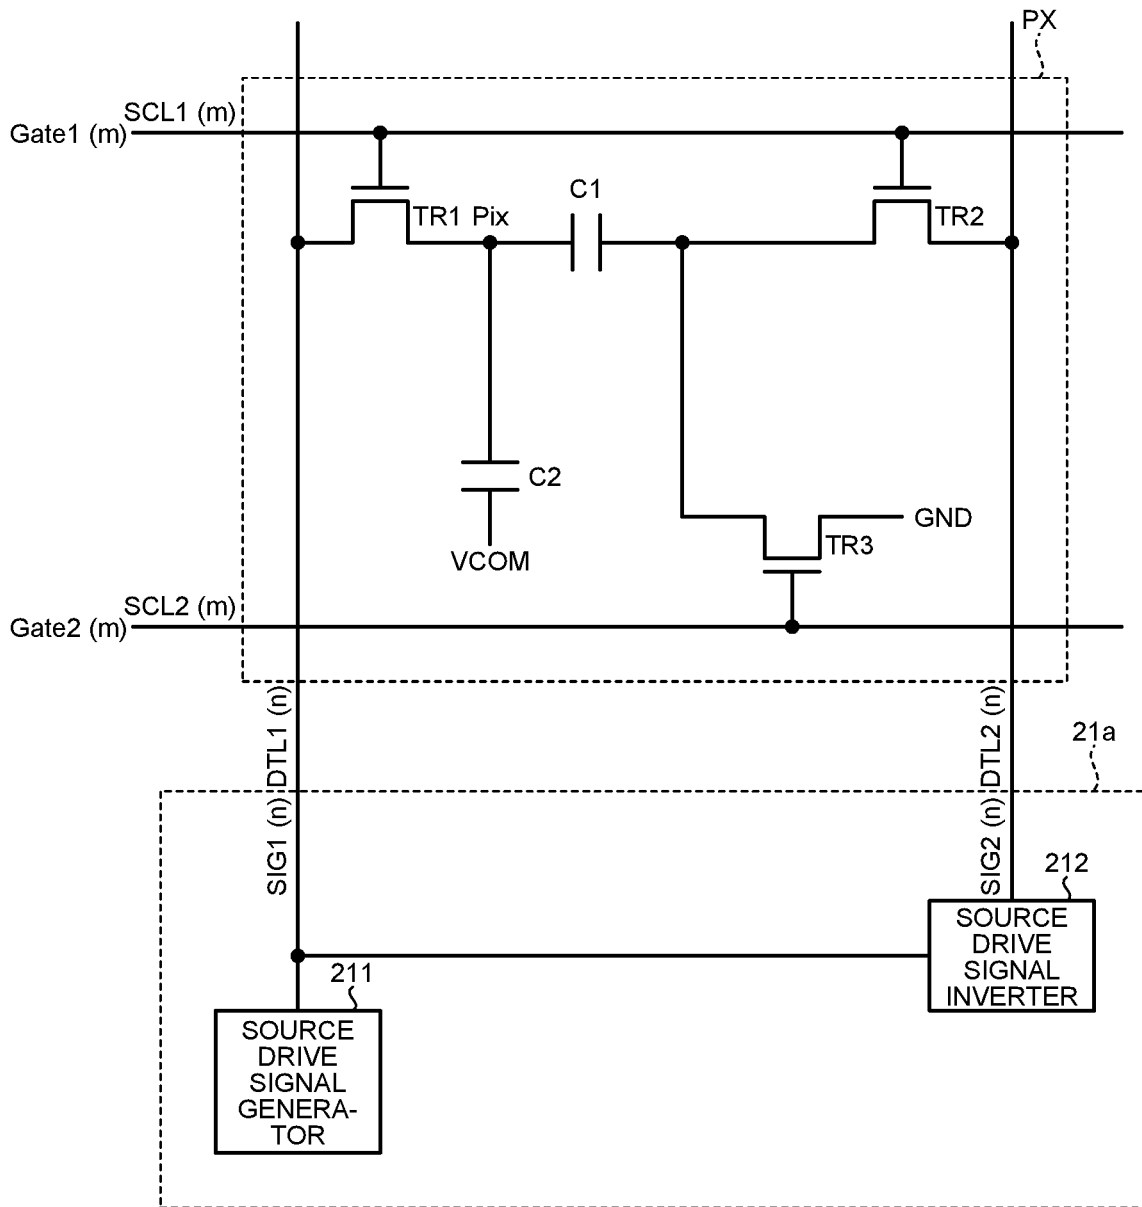 PX
SCL1 (m)
Gate1 (m)
C1
TR1 Pix
TR2
C2
GND
TR3
VCOM
SCL2 (m)
Gate2 (m)
DTL1 (n)
DTL2 (n)
21a
SIG1 (n)
SIG2 (n)
212
SOURCE
DRIVE
SIGNAL
INVERTER
211
SOURCE
DRIVE
SIGNAL
GENERA-
TOR